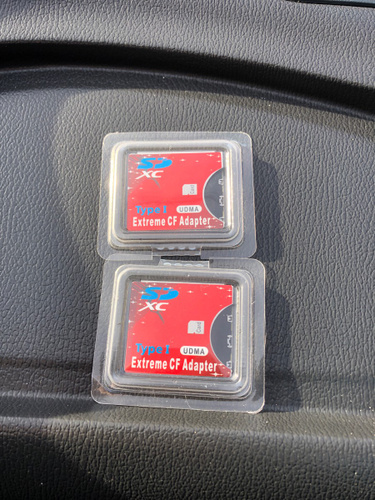 SD
XC
Type I UDMA
Extreme CF Adapter
SD
XC
Type I UDMA
Extreme CF Adapter